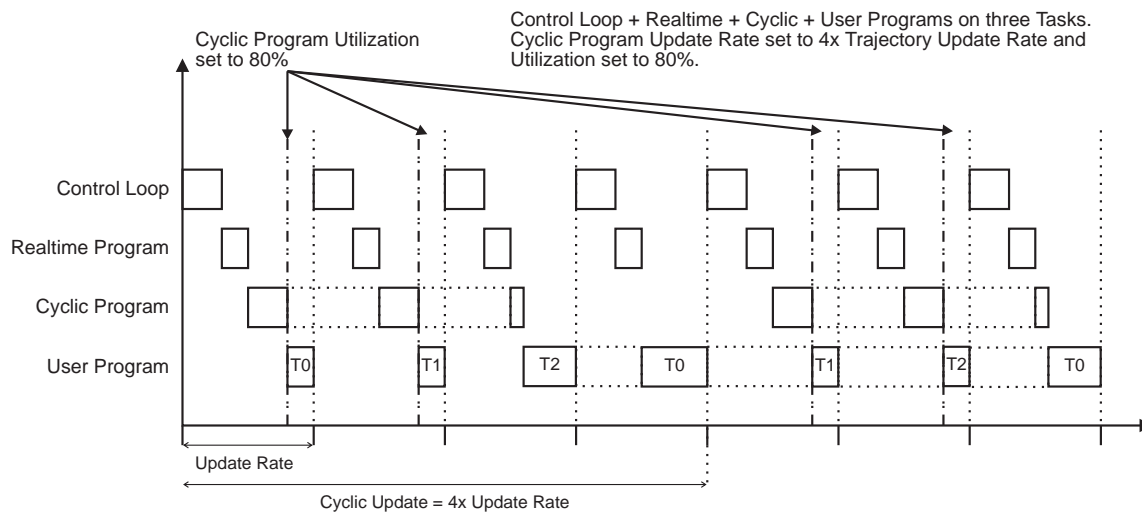 Control Loop + Realtime + Cyclic + User Programs on three Tasks.
Cyclic Program Update Rate set to 4x Trajectory Update Rate and
Utilization set to 80%.
Cyclic Program Utilization
set to 80%
Control Loop
Realtime Program
Cyclic Program
User Program
T0
T1
T2
T0
T1
T2
T0
Update Rate
Cyclic Update = 4x Update Rate